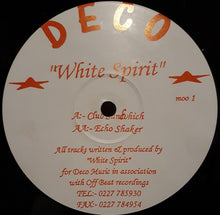 DECO
"White Spirit"
moo 1
A:- Club Sandwhich
AA:- Echo Shaker
All tracks written & produced by
"White Spirit"
for Deco Music in association
with Off Beat recordings
TEL:- 0227 785930
FAX:- 0227 784954